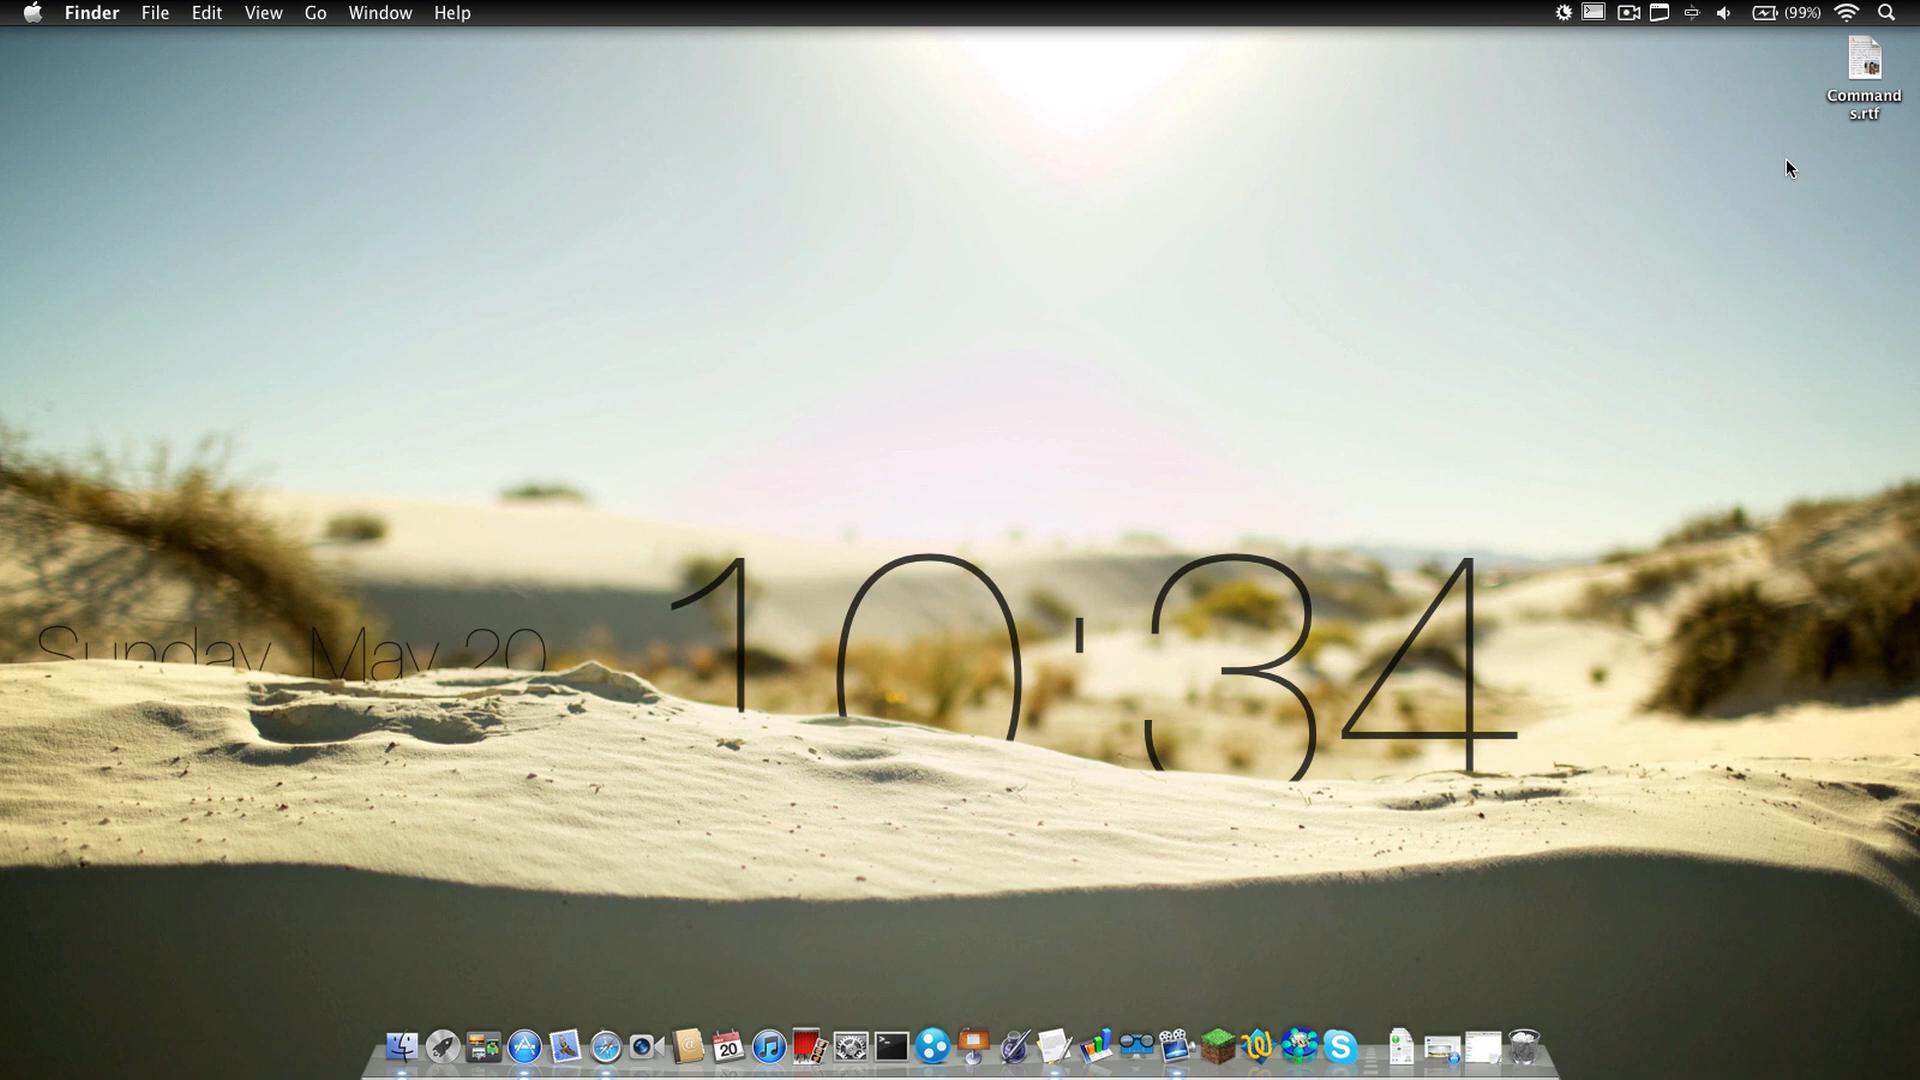 Finder File Edit View Go Window Help (99%)
Command
s.rtf
10:34
Sunday, May 20
20